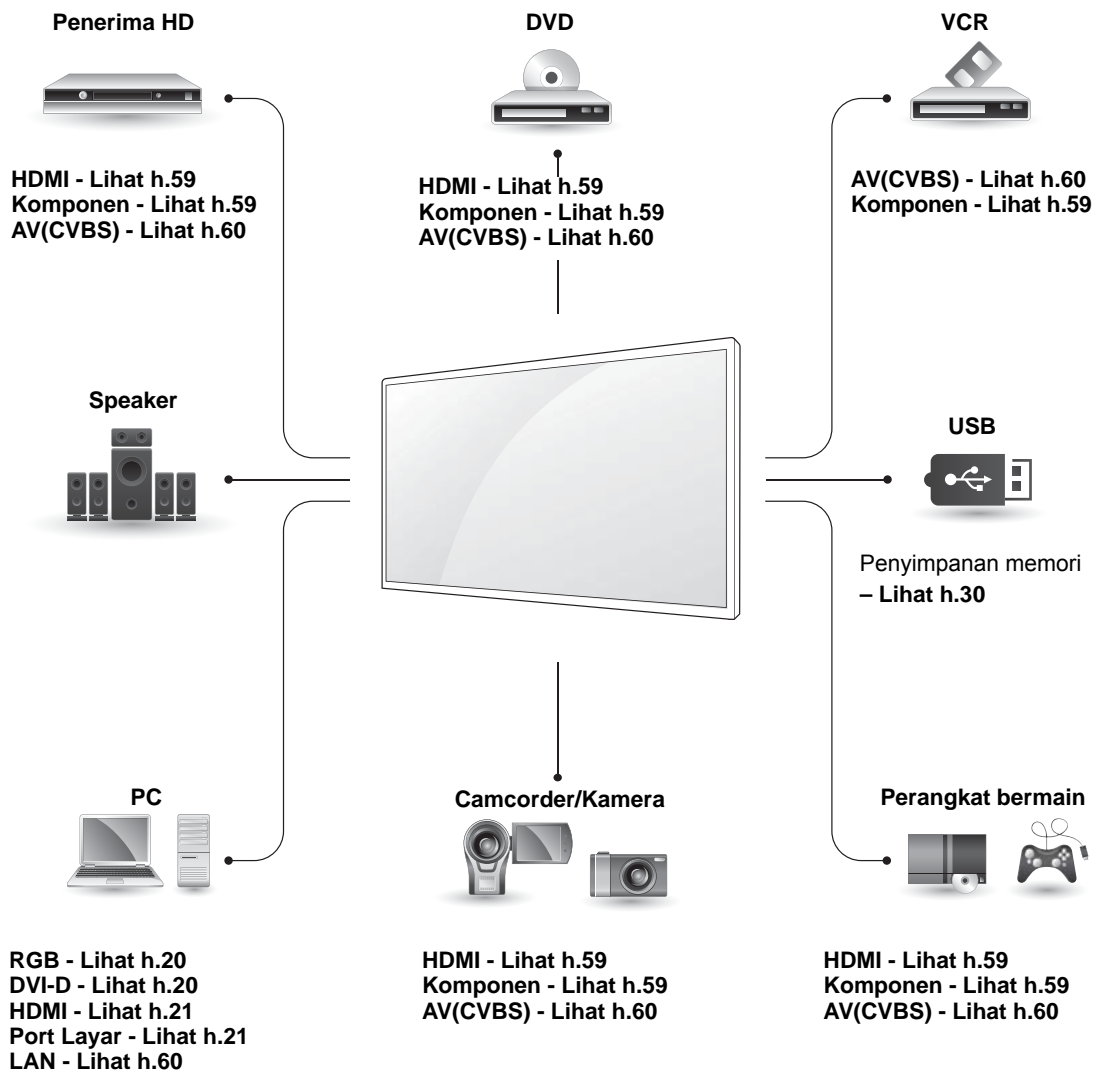 Penerima HD
HDMI - Lihat h.59
Komponen - Lihat h.59
AV(CVBS) - Lihat h.60
DVD
HDMI - Lihat h.59
Komponen - Lihat h.59
AV(CVBS) - Lihat h.60
VCR
AV(CVBS) - Lihat h.60
Komponen - Lihat h.59
Speaker
USB
Penyimpanan memori
– Lihat h.30
PC
RGB - Lihat h.20
DVI-D - Lihat h.20
HDMI - Lihat h.21
Port Layar - Lihat h.21
LAN - Lihat h.60
Camcorder/Kamera
HDMI - Lihat h.59
Komponen - Lihat h.59
AV(CVBS) - Lihat h.60
Perangkat bermain
HDMI - Lihat h.59
Komponen - Lihat h.59
AV(CVBS) - Lihat h.60